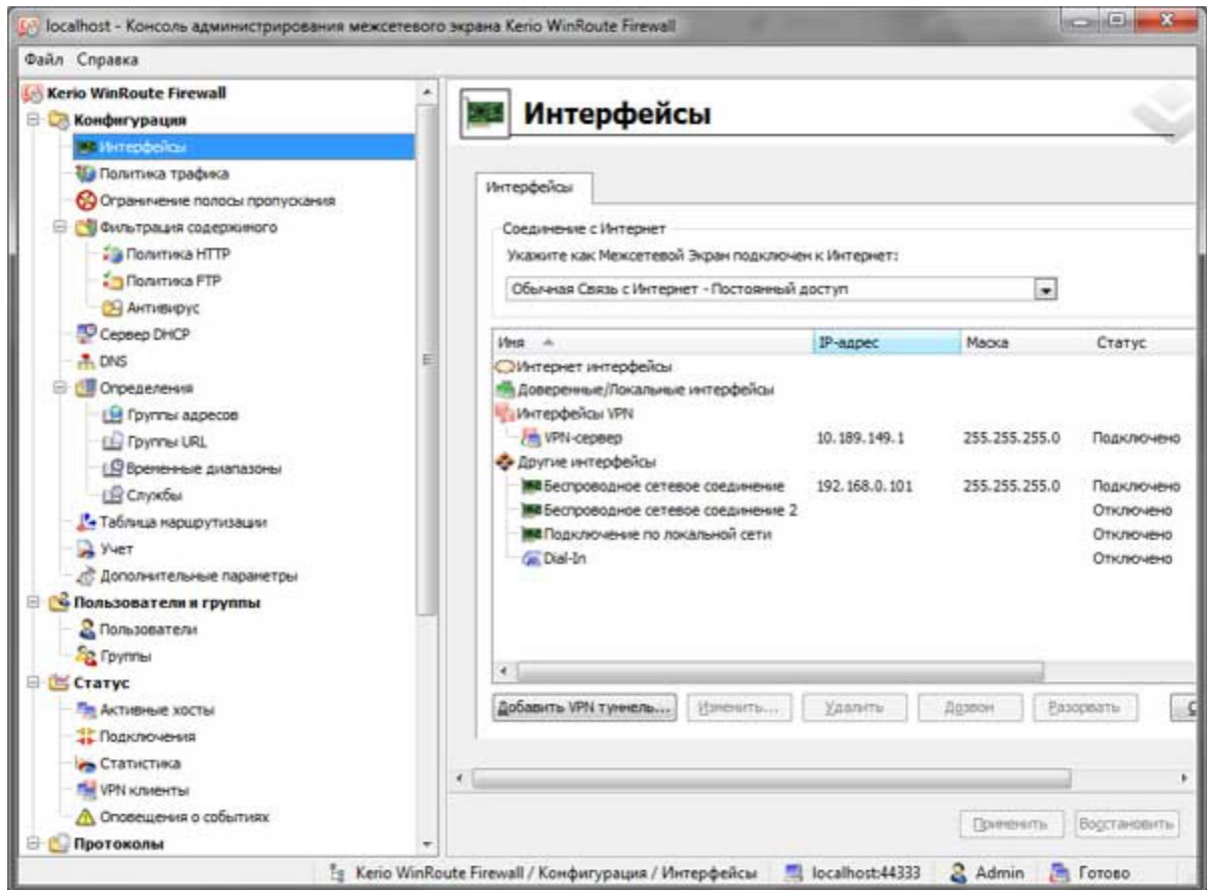 localhost - Консоль администрирования межсетевого экрана Kerio WinRoute Firewall
Файл Справка
Kerio WinRoute Firewall
Конфигурация
Интерфейсы
Политика трафика
Ограничение полосы пропускания
Фильтрация содержимого
Политика HTTP
Политика FTP
Антивирус
Сервер DHCP
DNS
Определения
Группы адресов
Группы URL
Временные диапазоны
Службы
Таблица маршрутизации
Учет
Дополнительные параметры
Пользователи и группы
Пользователи
Группы
Статус
Активные хосты
Подключения
Статистика
VPN клиенты
Оповещения о событиях
Протоколы
Интерфейсы
Интерфейсы
Соединение с Интернет
Укажите как Межсетевой Экран подключен к Интернет:
Обычная Связь с Интернет - Постоянный доступ
Имя IP-адрес Маска Статус
Интернет интерфейсы
Доверенные/Локальные интерфейсы
Интерфейсы VPN
VPN-сервер 10.189.149.1 255.255.255.0 Подключено
Другие интерфейсы
Беспроводное сетевое соединение 192.168.0.101 255.255.255.0 Подключено
Беспроводное сетевое соединение 2 Отключено
Подключение по локальной сети Отключено
Dial-In Отключено
Добавить VPN туннель... Изменить... Удалить Дозвон Разорвать
Применить Восстановить
Kerio WinRoute Firewall / Конфигурация / Интерфейсы localhost:44333 Admin Готово